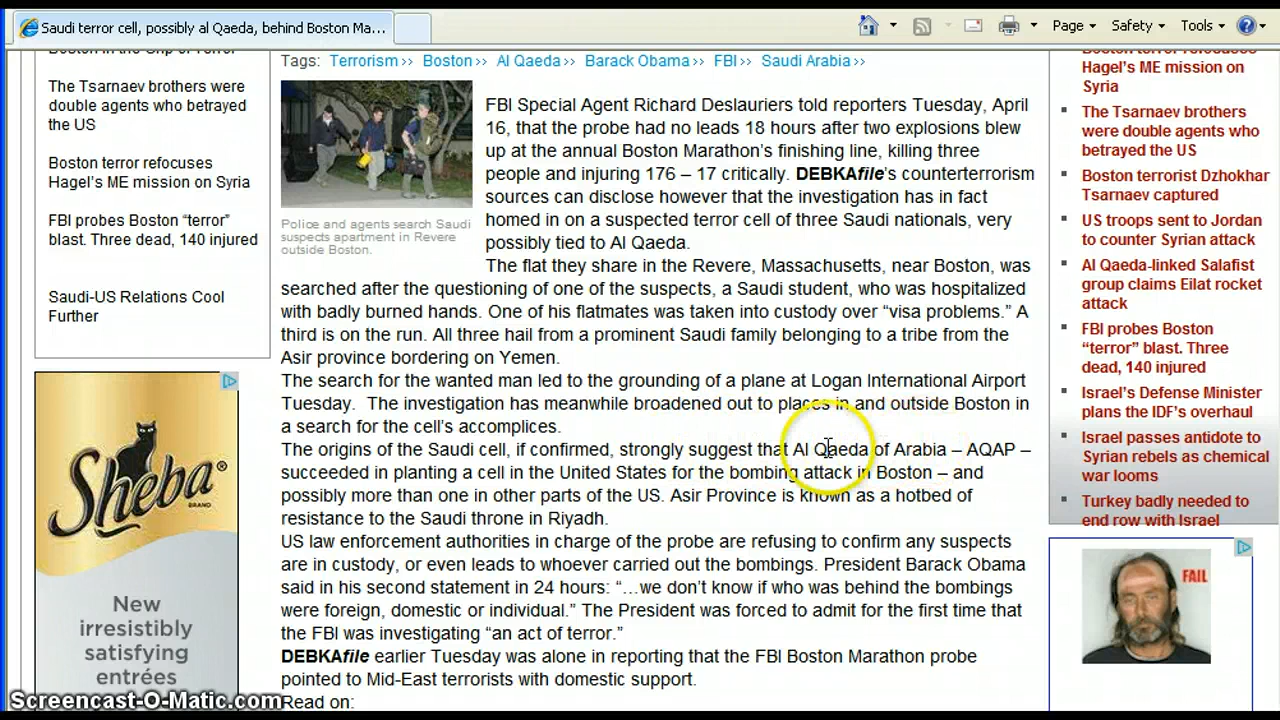 Saudi terror cell, possibly al Qaeda, behind Boston Ma...
Page
Safety
Tools
Boston in the Grip of Terror
The Tsarnaev brothers were
double agents who betrayed
the US
Boston terror refocuses
Hagel's ME mission on Syria
FBI probes Boston “terror”
blast. Three dead, 140 injured
Saudi-US Relations Cool
Further
Sheba
BRAND
New
irresistibly
satisfying
entrées
Tags: Terrorism›› Boston›› Al Qaeda›› Barack Obama›› FBI›› Saudi Arabia››
Police and agents search Saudi
suspects apartment in Revere
outside Boston.
FBI Special Agent Richard Deslauriers told reporters Tuesday, April
16, that the probe had no leads 18 hours after two explosions blew
up at the annual Boston Marathon's finishing line, killing three
people and injuring 176 – 17 critically. DEBKAfile's counterterrorism
sources can disclose however that the investigation has in fact
homed in on a suspected terror cell of three Saudi nationals, very
possibly tied to Al Qaeda.
The flat they share in the Revere, Massachusetts, near Boston, was
searched after the questioning of one of the suspects, a Saudi student, who was hospitalized
with badly burned hands. One of his flatmates was taken into custody over “visa problems.” A
third is on the run. All three hail from a prominent Saudi family belonging to a tribe from the
Asir province bordering on Yemen.
The search for the wanted man led to the grounding of a plane at Logan International Airport
Tuesday.  The investigation has meanwhile broadened out to places in and outside Boston in
a search for the cell's accomplices.
The origins of the Saudi cell, if confirmed, strongly suggest that Al Qaeda of Arabia – AQAP –
succeeded in planting a cell in the United States for the bombing attack in Boston – and
possibly more than one in other parts of the US. Asir Province is known as a hotbed of
resistance to the Saudi throne in Riyadh.
US law enforcement authorities in charge of the probe are refusing to confirm any suspects
are in custody, or even leads to whoever carried out the bombings. President Barack Obama
said in his second statement in 24 hours: “…we don't know if who was behind the bombings
were foreign, domestic or individual.” The President was forced to admit for the first time that
the FBI was investigating “an act of terror.”
DEBKAfile earlier Tuesday was alone in reporting that the FBI Boston Marathon probe
pointed to Mid-East terrorists with domestic support.
Read on:
Boston terror refocuses
Hagel's ME mission on
Syria
The Tsarnaev brothers
were double agents who
betrayed the US
Boston terrorist Dzhokhar
Tsarnaev captured
US troops sent to Jordan
to counter Syrian attack
Al Qaeda-linked Salafist
group claims Eilat rocket
attack
FBI probes Boston
“terror” blast. Three
dead, 140 injured
Israel's Defense Minister
plans the IDF's overhaul
Israel passes antidote to
Syrian rebels as chemical
war looms
Turkey badly needed to
end row with Israel
FAIL
Screencast-O-Matic.com